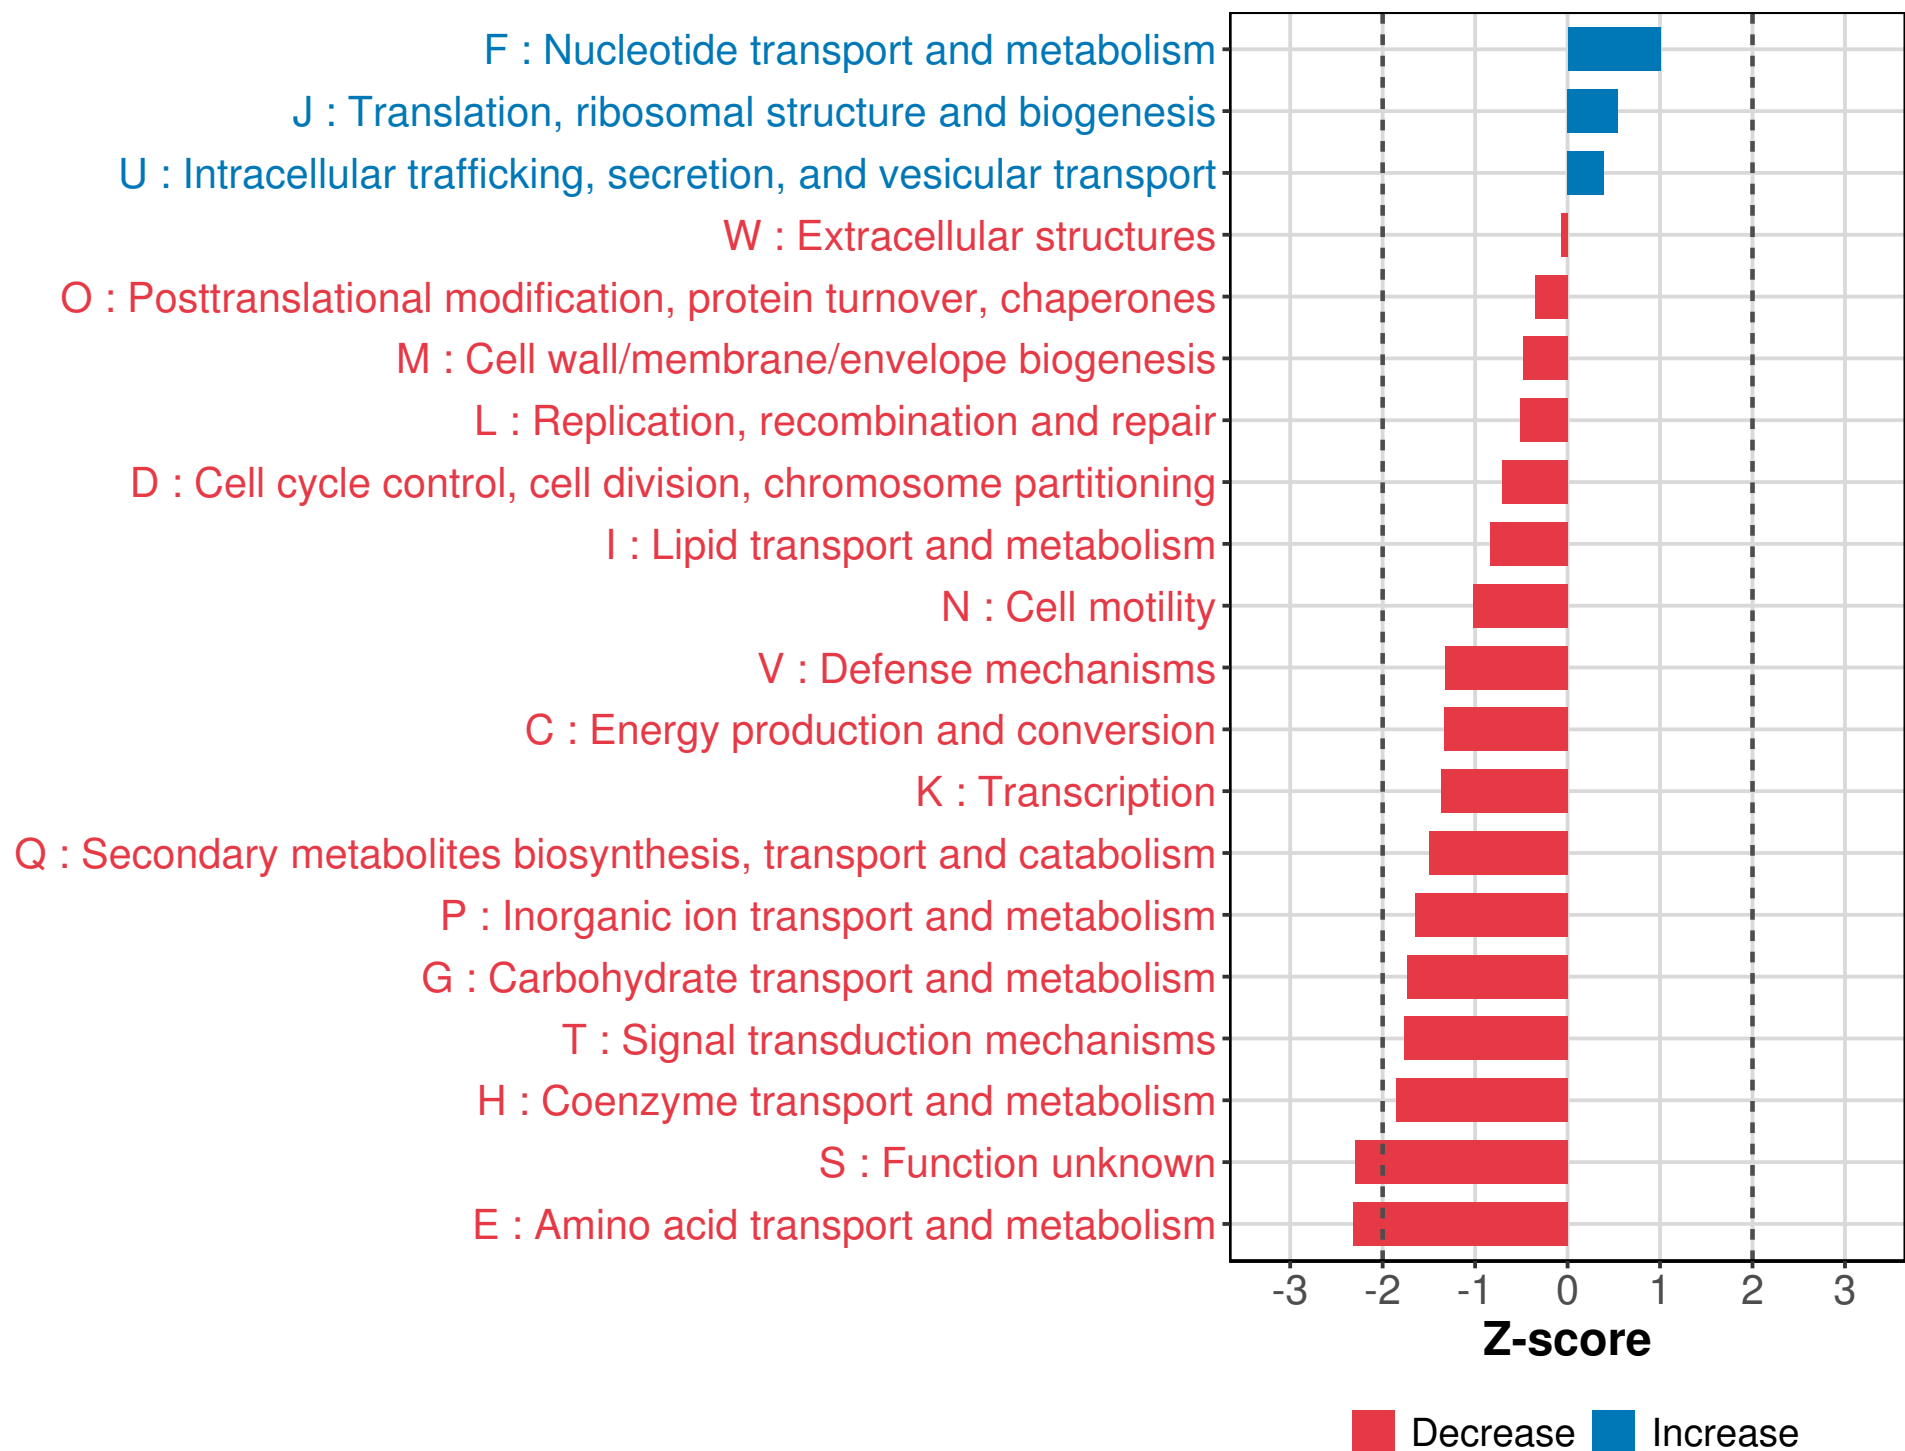 F : Nucleotide transport and metabolism
J : Translation, ribosomal structure and biogenesis
U : Intracellular trafficking, secretion, and vesicular transport
W : Extracellular structures
O : Posttranslational modification, protein turnover, chaperones
M : Cell wall/membrane/envelope biogenesis
L : Replication, recombination and repair
D : Cell cycle control, cell division, chromosome partitioning
I : Lipid transport and metabolism
N : Cell motility
V : Defense mechanisms
C : Energy production and conversion
K : Transcription
Q : Secondary metabolites biosynthesis, transport and catabolism
P : Inorganic ion transport and metabolism
G : Carbohydrate transport and metabolism
T : Signal transduction mechanisms
H : Coenzyme transport and metabolism
S : Function unknown
E : Amino acid transport and metabolism
-3 -2 -1 0 1 2 3
Z-score
Decrease Increase